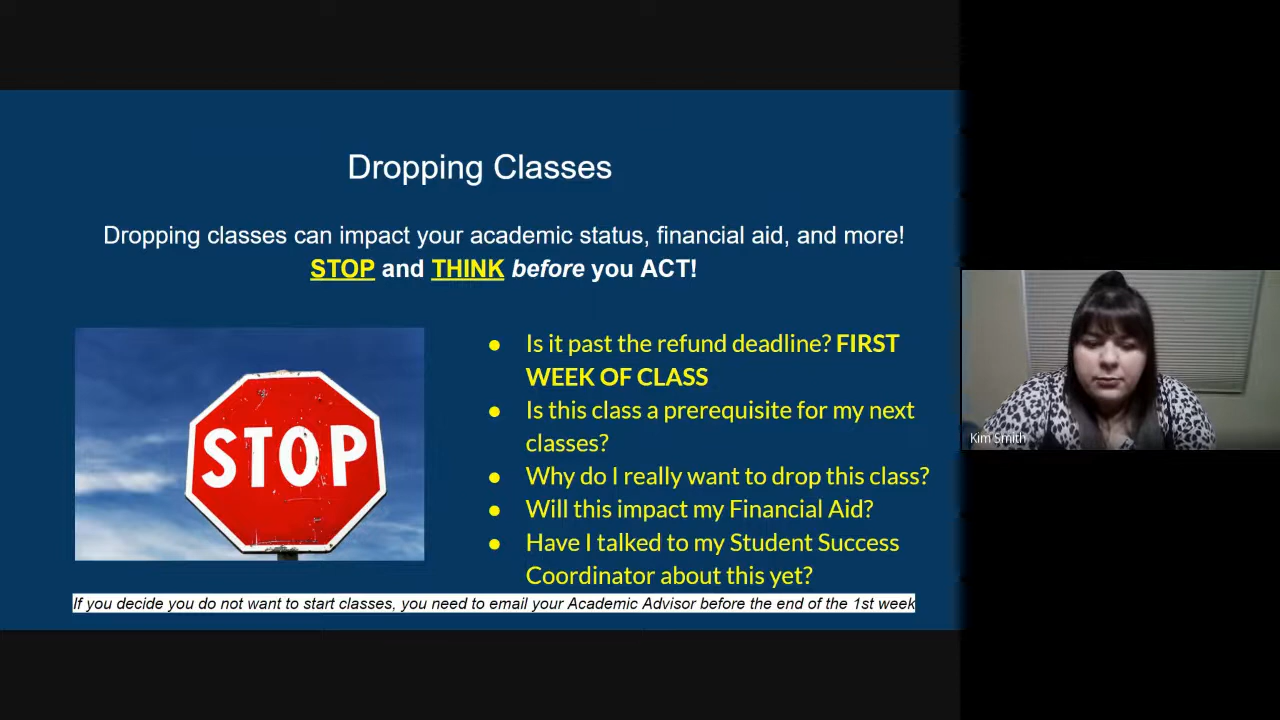 Dropping Classes
Dropping classes can impact your academic status, financial aid, and more!
STOP and THINK before you ACT!
STOP
● Is it past the refund deadline? FIRST
WEEK OF CLASS
● Is this class a prerequisite for my next
classes?
● Why do I really want to drop this class?
● Will this impact my Financial Aid?
● Have I talked to my Student Success
Coordinator about this yet?
If you decide you do not want to start classes, you need to email your Academic Advisor before the end of the 1st week
Kim Smith